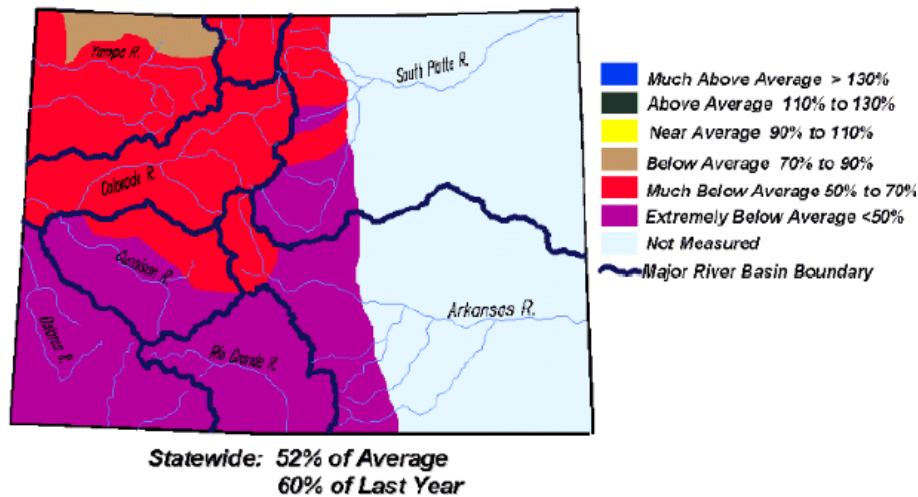 Yampa R.
South Platte R.
Colorado R.
Gunnison R.
Dolores R.
Rio Grande R.
Arkansas R.
Much Above Average > 130%
Above Average 110% to 130%
Near Average 90% to 110%
Below Average 70% to 90%
Much Below Average 50% to 70%
Extremely Below Average <50%
Not Measured
Major River Basin Boundary
Statewide: 52% of Average
60% of Last Year